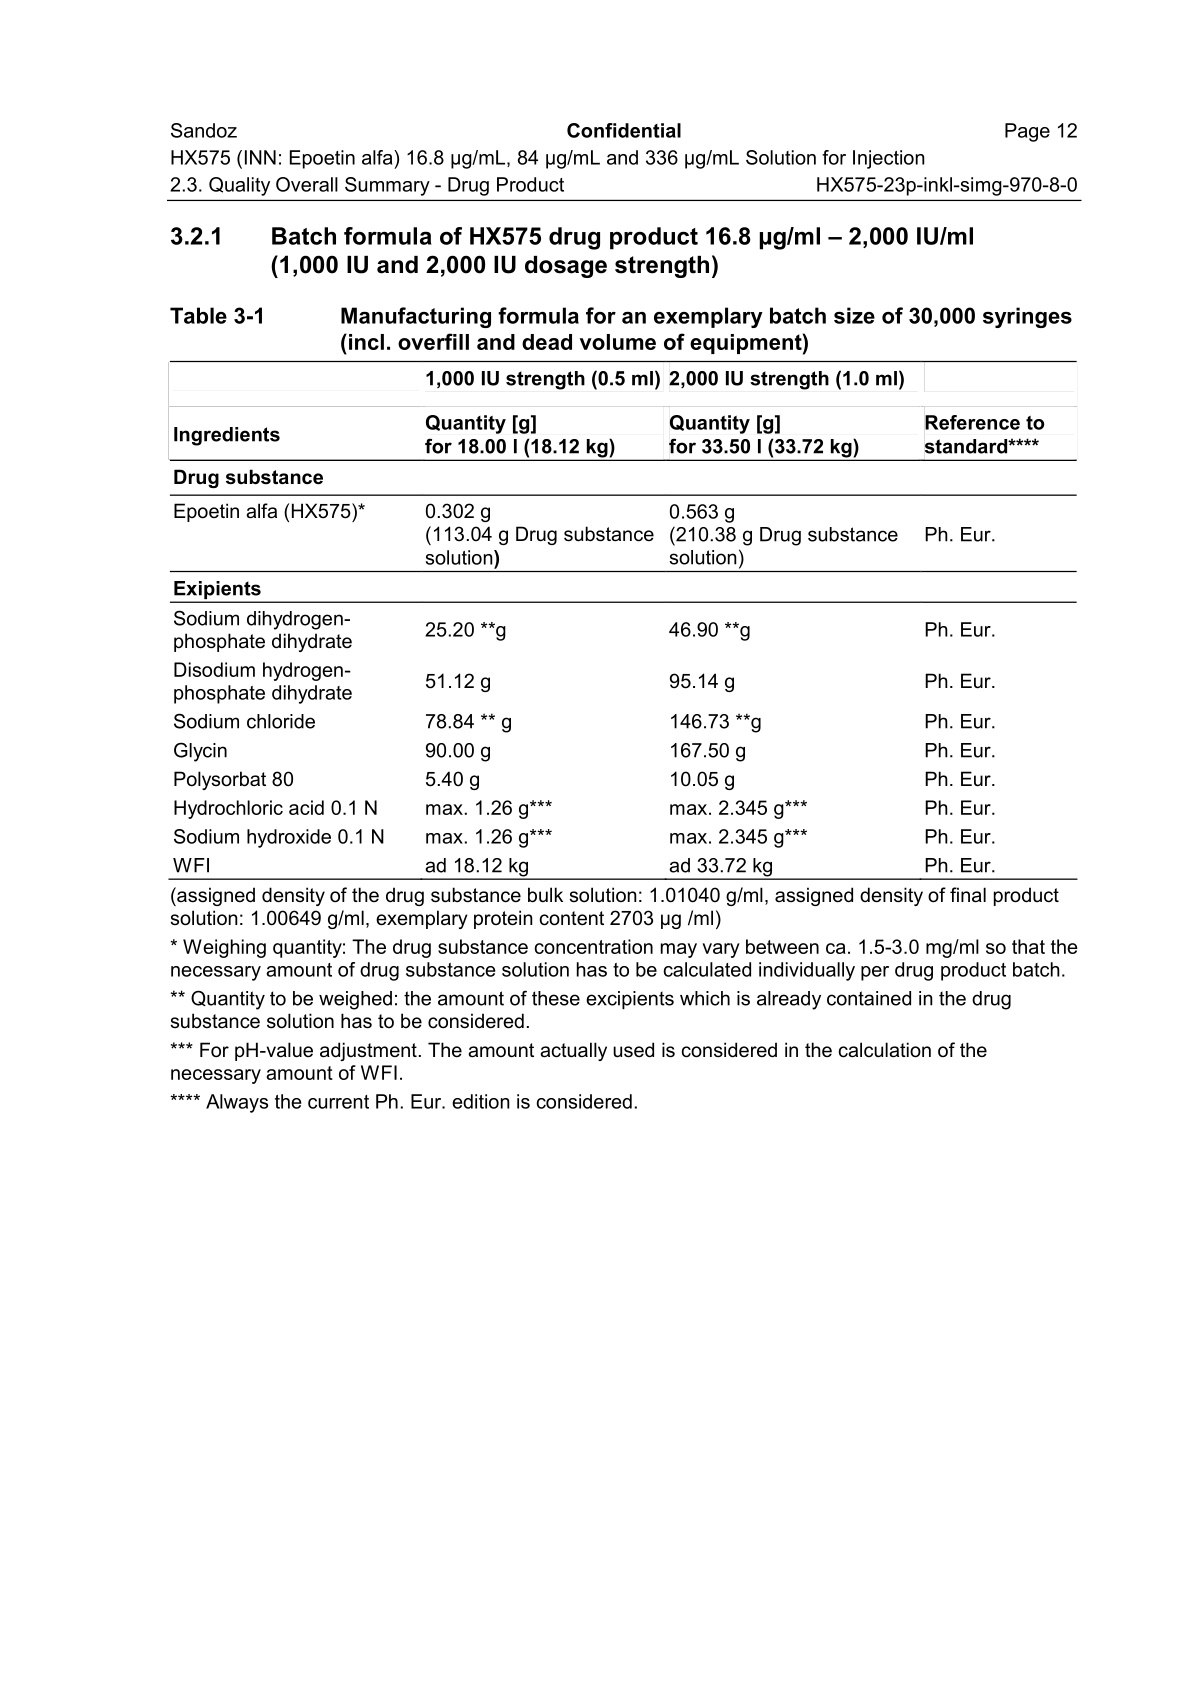 Sandoz Confidential Page 12
HX575 (INN: Epoetin alfa) 16.8 µg/mL, 84 µg/mL and 336 µg/mL Solution for Injection
2.3. Quality Overall Summary - Drug Product HX575-23p-inkl-simg-970-8-0
3.2.1 Batch formula of HX575 drug product 16.8 µg/ml – 2,000 IU/ml
(1,000 IU and 2,000 IU dosage strength)
Table 3-1 Manufacturing formula for an exemplary batch size of 30,000 syringes
(incl. overfill and dead volume of equipment)
1,000 IU strength (0.5 ml) 2,000 IU strength (1.0 ml)
Ingredients Quantity [g] Quantity [g] Reference to
for 18.00 l (18.12 kg) for 33.50 l (33.72 kg) standard****
Drug substance
Epoetin alfa (HX575)* 0.302 g 0.563 g
(113.04 g Drug substance (210.38 g Drug substance Ph. Eur.
solution) solution)
Exipients
Sodium dihydrogen-
phosphate dihydrate 25.20 **g 46.90 **g Ph. Eur.
Disodium hydrogen-
phosphate dihydrate 51.12 g 95.14 g Ph. Eur.
Sodium chloride 78.84 ** g 146.73 **g Ph. Eur.
Glycin 90.00 g 167.50 g Ph. Eur.
Polysorbat 80 5.40 g 10.05 g Ph. Eur.
Hydrochloric acid 0.1 N max. 1.26 g*** max. 2.345 g*** Ph. Eur.
Sodium hydroxide 0.1 N max. 1.26 g*** max. 2.345 g*** Ph. Eur.
WFI ad 18.12 kg ad 33.72 kg Ph. Eur.
(assigned density of the drug substance bulk solution: 1.01040 g/ml, assigned density of final product
solution: 1.00649 g/ml, exemplary protein content 2703 µg /ml)
* Weighing quantity: The drug substance concentration may vary between ca. 1.5-3.0 mg/ml so that the
necessary amount of drug substance solution has to be calculated individually per drug product batch.
** Quantity to be weighed: the amount of these excipients which is already contained in the drug
substance solution has to be considered.
*** For pH-value adjustment. The amount actually used is considered in the calculation of the
necessary amount of WFI.
**** Always the current Ph. Eur. edition is considered.